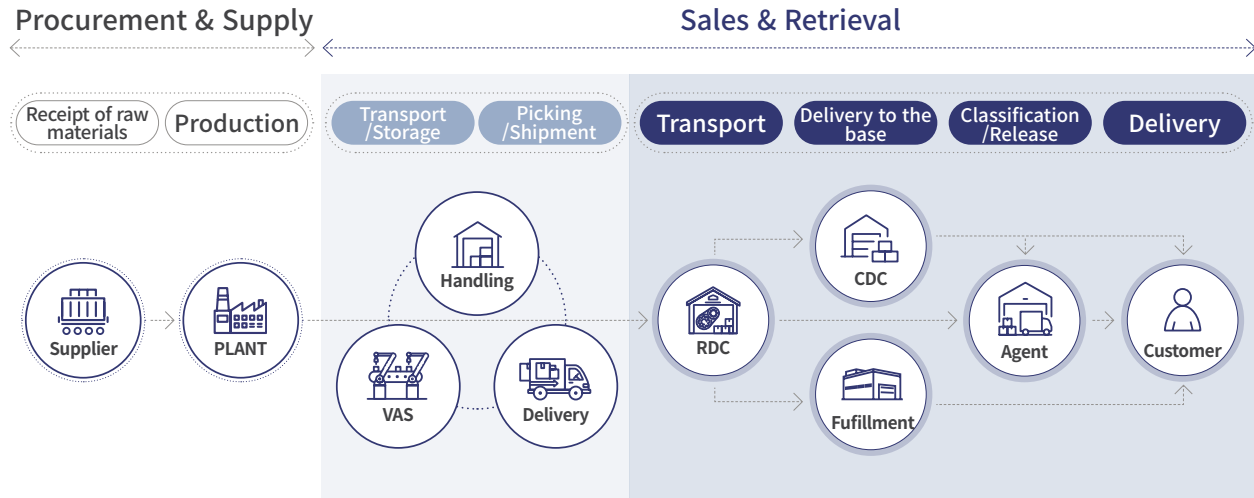 Procurement & Supply
Sales & Retrieval
Receipt of raw
materials
Production
Transport
/Storage
Picking
/Shipment
Transport
Delivery to the
base
Classification
/Release
Delivery
Handling
CDC
Supplier
PLANT
RDC
Agent
Customer
VAS
Delivery
Fufillment